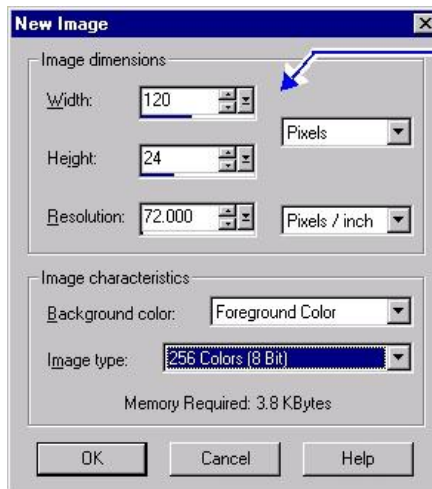 New Image
Image dimensions
Width: 120
Pixels
Height: 24
Resolution: 72.000 Pixels / inch
Image characteristics
Background color: Foreground Color
Image type: 256 Colors (8 Bit)
Memory Required: 3.8 KBytes
OK Cancel Help